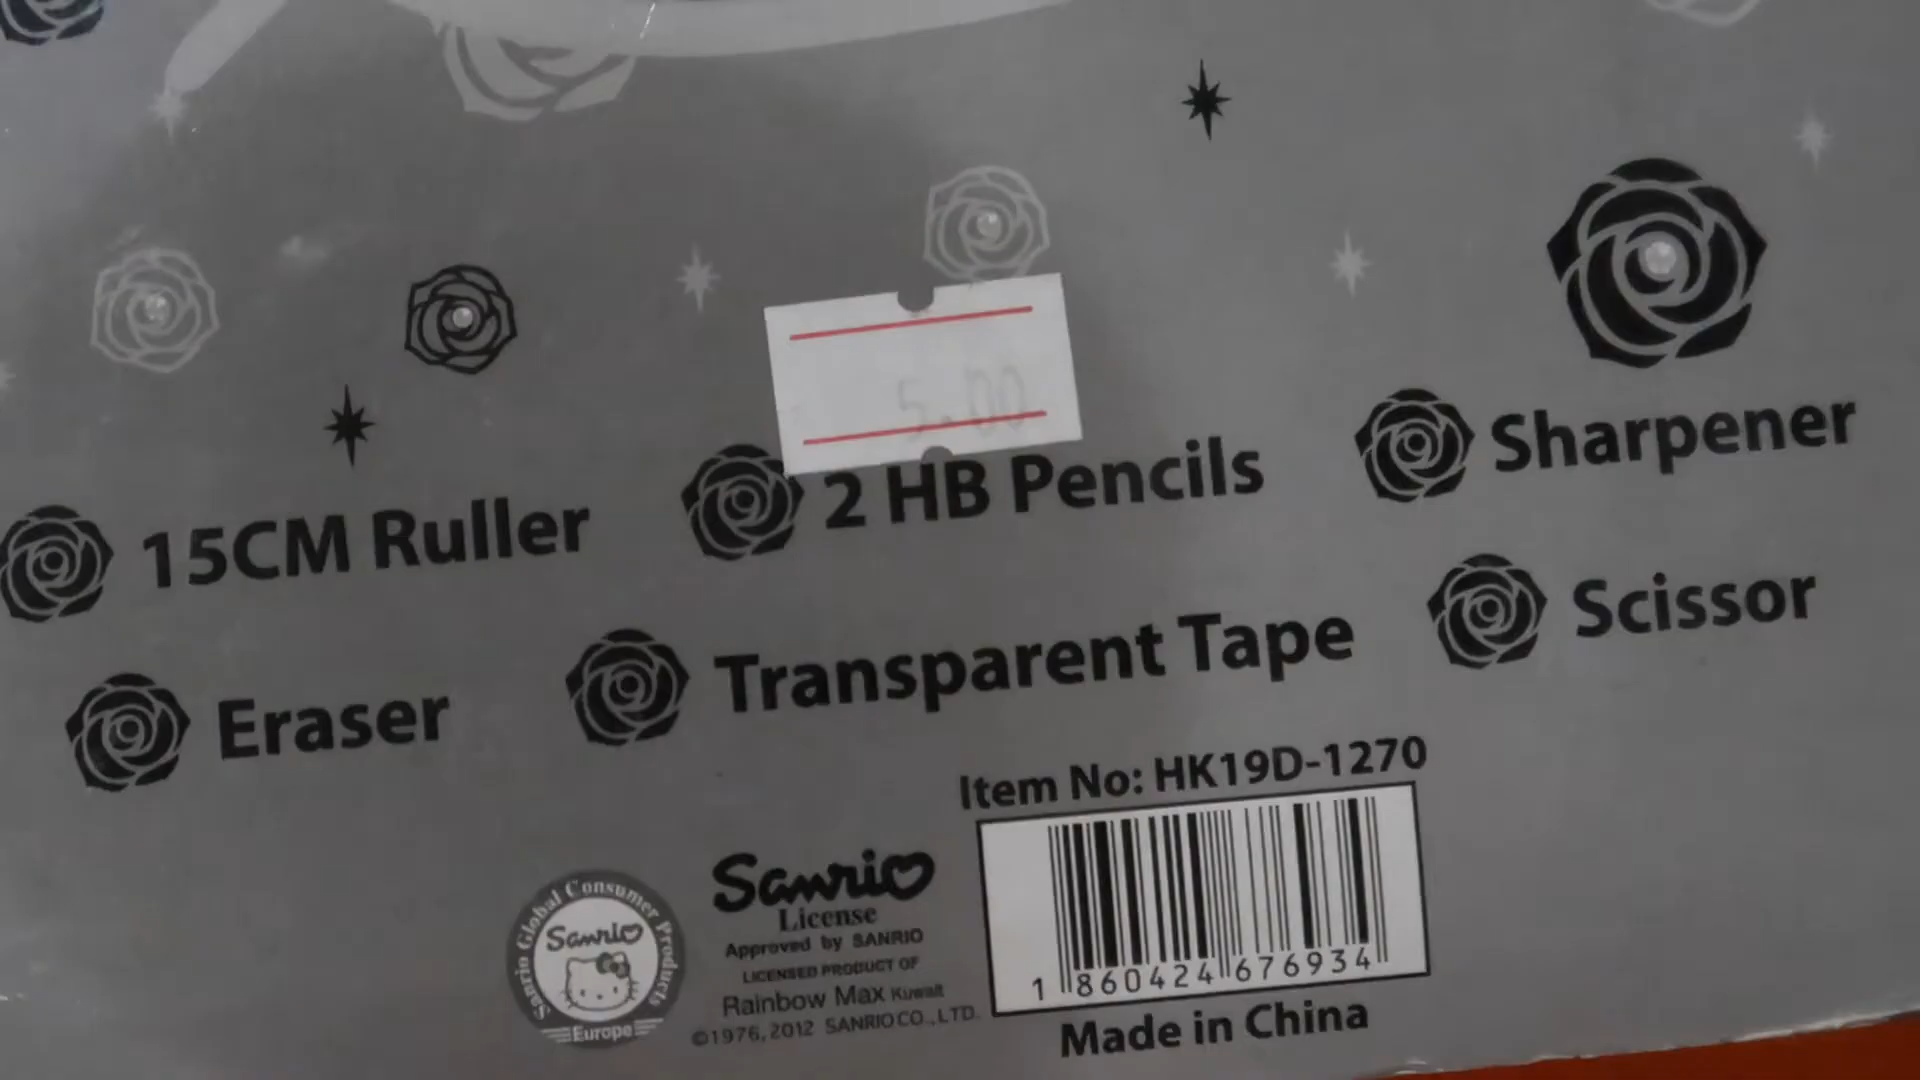 5.00
15CM Ruller
2 HB Pencils
Sharpener
Eraser
Transparent Tape
Scissor
Item No: HK19D-1270
1 860424 676934
Made in China
Sanrio Global Consumer Products
Sanrio
Europe
Sanrio
License
Approved by SANRIO
LICENSED PRODUCT OF
Rainbow Max Kuwait
©1976, 2012 SANRIO CO., LTD.